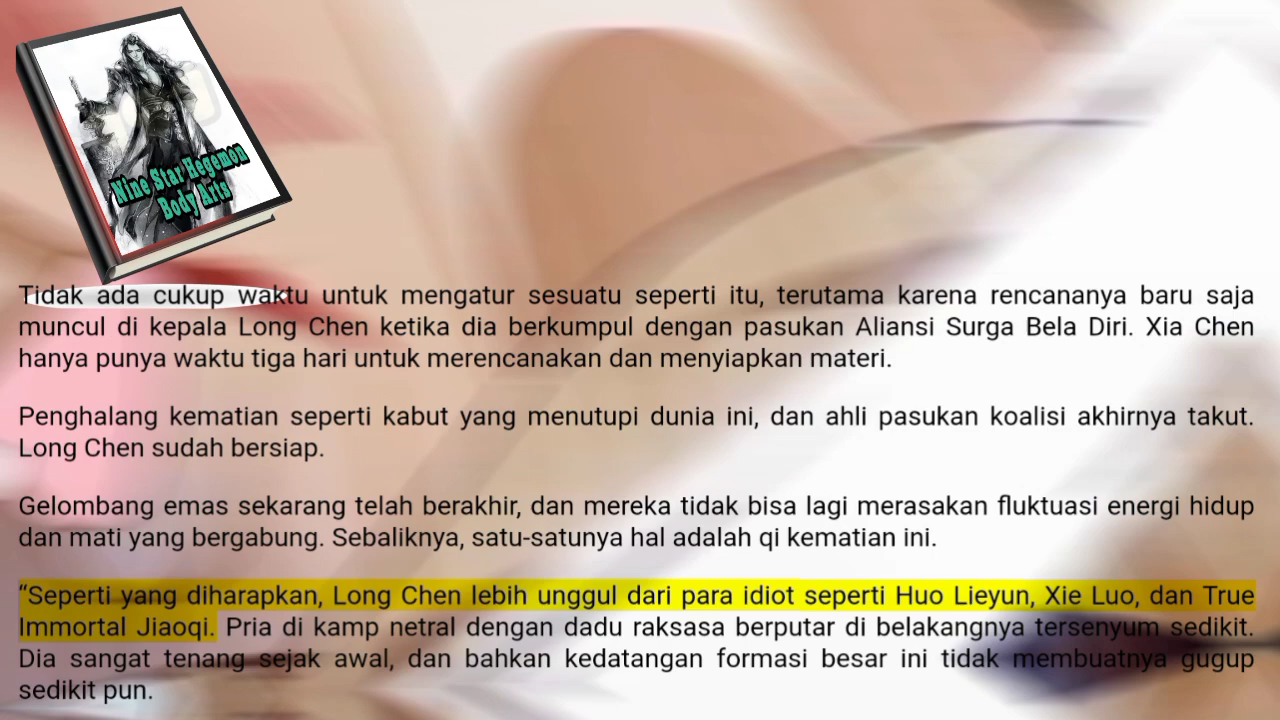 Nine Star Hegemon
Body Arts
Tidak ada cukup waktu untuk mengatur sesuatu seperti itu, terutama karena rencananya baru saja
muncul di kepala Long Chen ketika dia berkumpul dengan pasukan Aliansi Surga Bela Diri. Xia Chen
hanya punya waktu tiga hari untuk merencanakan dan menyiapkan materi.
Penghalang kematian seperti kabut yang menutupi dunia ini, dan ahli pasukan koalisi akhirnya takut.
Long Chen sudah bersiap.
Gelombang emas sekarang telah berakhir, dan mereka tidak bisa lagi merasakan fluktuasi energi hidup
dan mati yang bergabung. Sebaliknya, satu-satunya hal adalah qi kematian ini.
“Seperti yang diharapkan, Long Chen lebih unggul dari para idiot seperti Huo Lieyun, Xie Luo, dan True
Immortal Jiaoqi. Pria di kamp netral dengan dadu raksasa berputar di belakangnya tersenyum sedikit.
Dia sangat tenang sejak awal, dan bahkan kedatangan formasi besar ini tidak membuatnya gugup
sedikit pun.